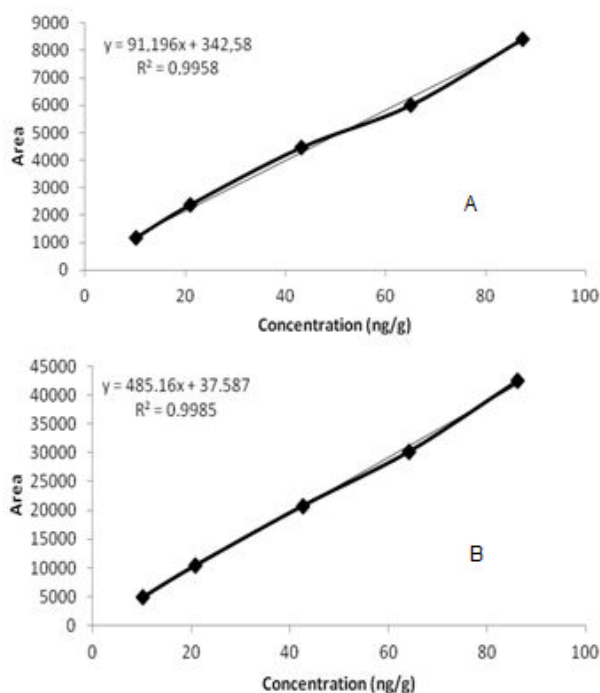 9000
y = 91,196x + 342,58
R² = 0.9958
8000
7000
6000
5000
4000
3000
2000
1000
0
Area
A
0 20 40 60 80 100
Concentration (ng/g)
45000
y = 485.16x + 37.587
R² = 0.9985
40000
35000
30000
25000
20000
15000
10000
5000
0
Area
B
0 20 40 60 80 100
Concentration (ng/g)